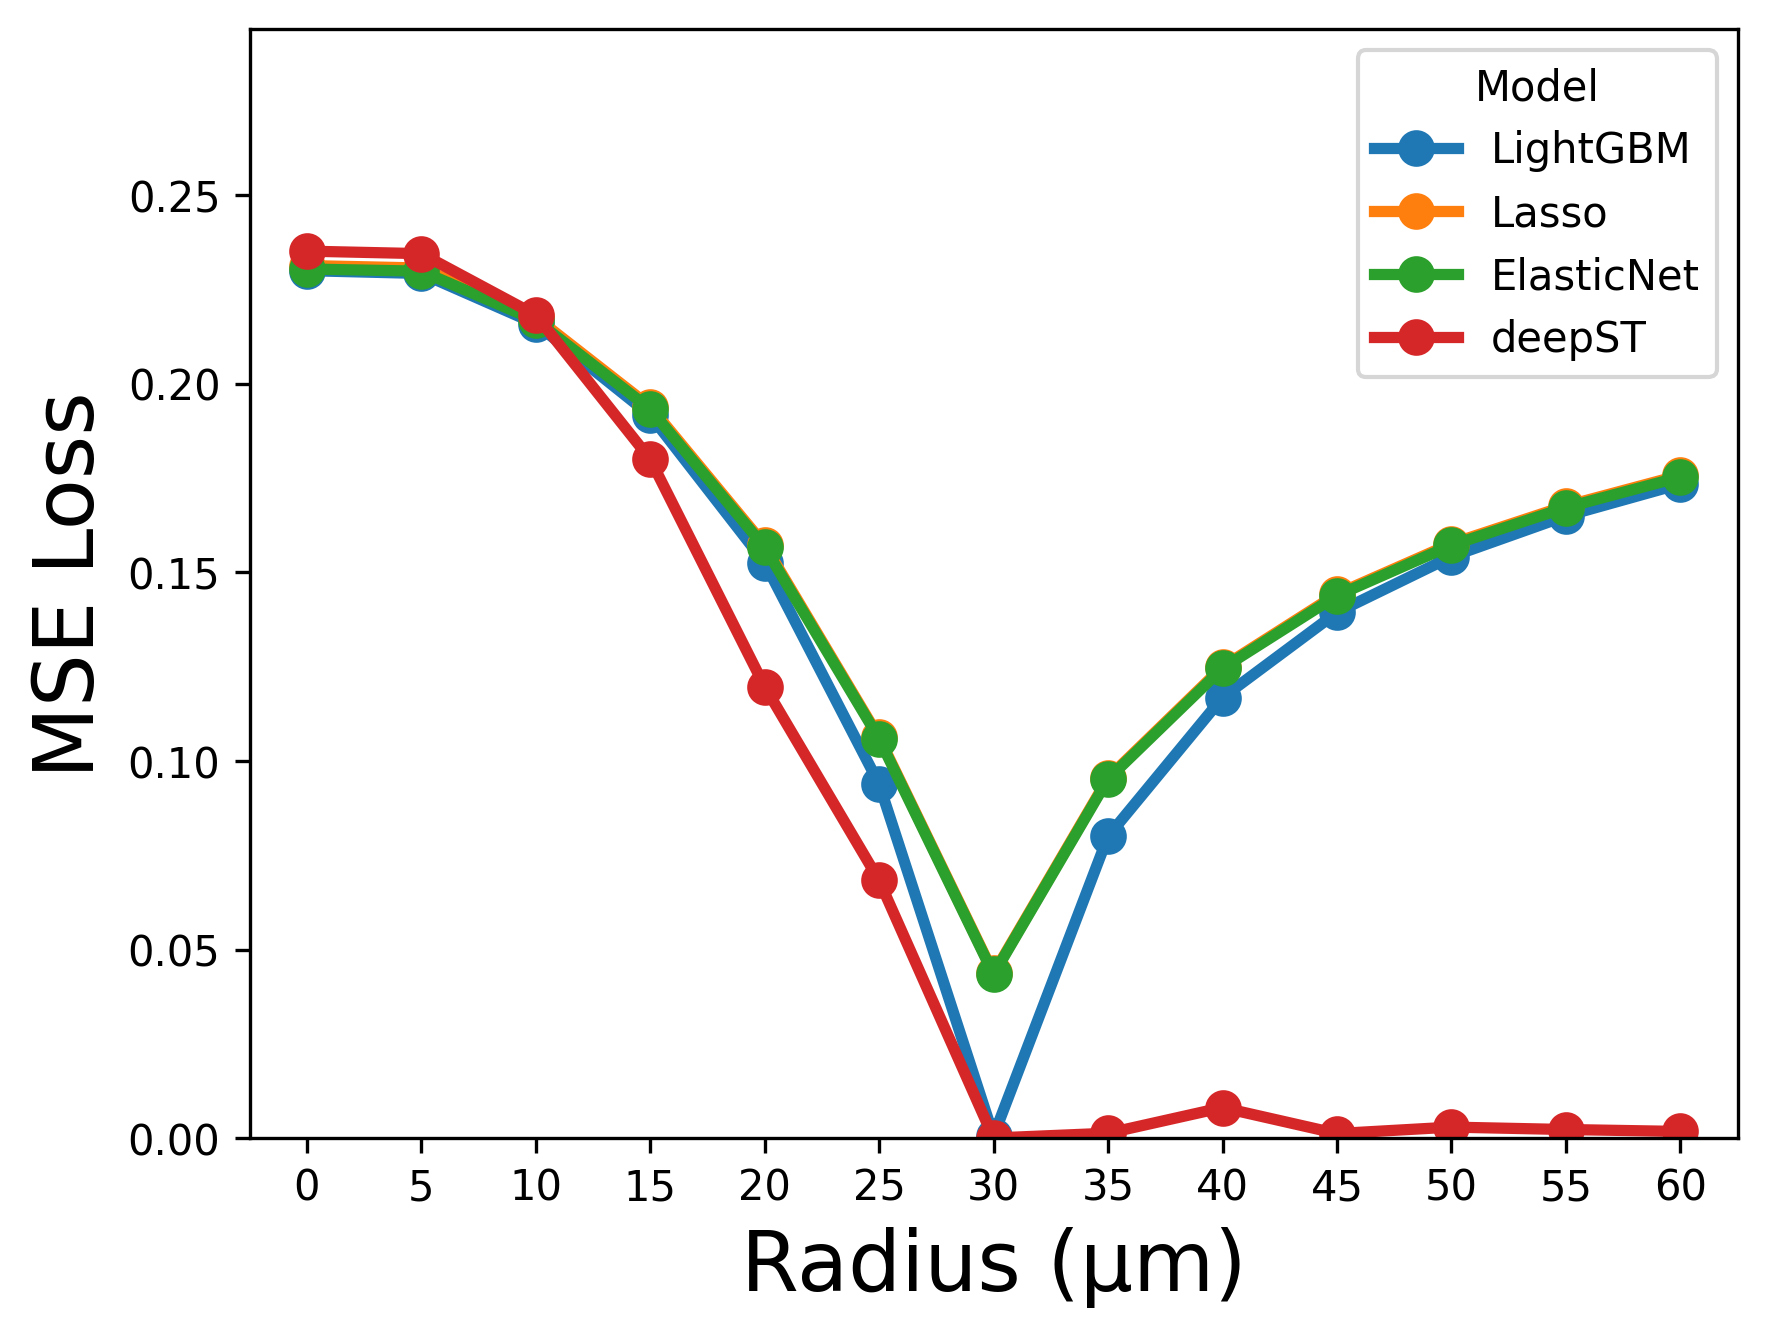 Model
LightGBM
Lasso
ElasticNet
deepST
MSE Loss
0.25
0.20
0.15
0.10
0.05
0.00
0 5 10 15 20 25 30 35 40 45 50 55 60
Radius (μm)